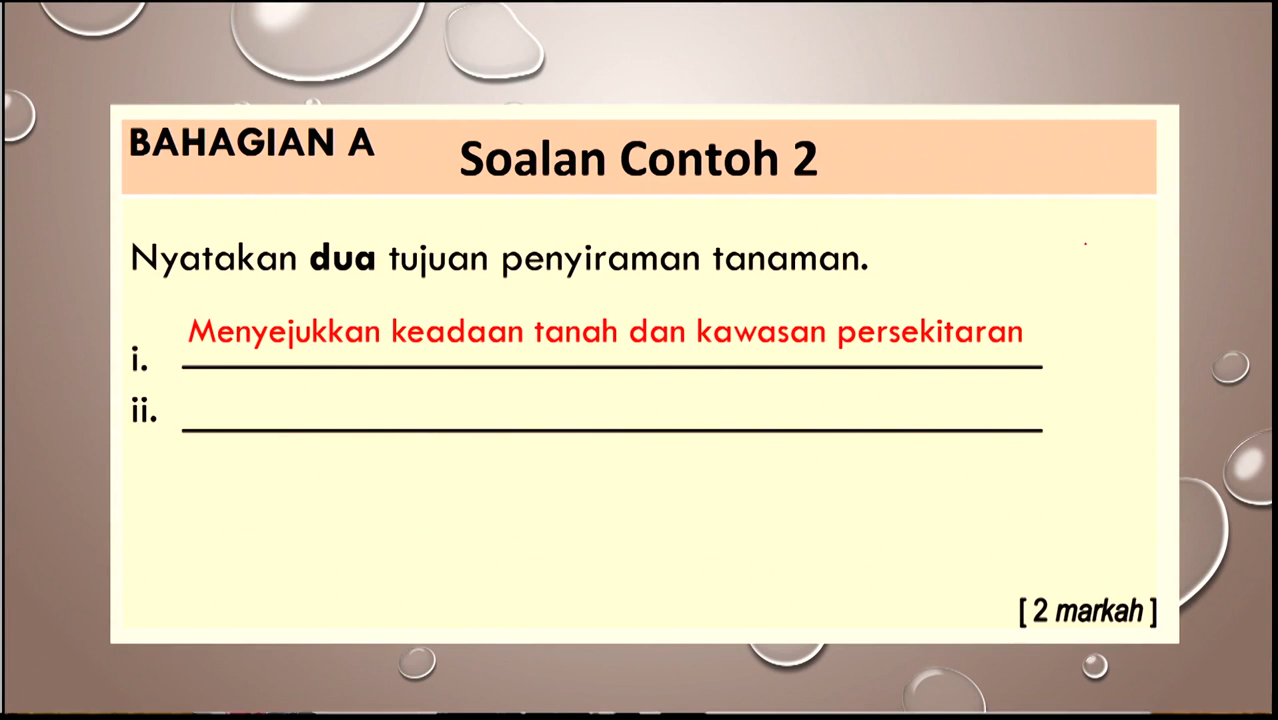 BAHAGIAN A
Soalan Contoh 2
Nyatakan dua tujuan penyiraman tanaman.
Menyejukkan keadaan tanah dan kawasan persekitaran
i.
ii.
[ 2 markah ]